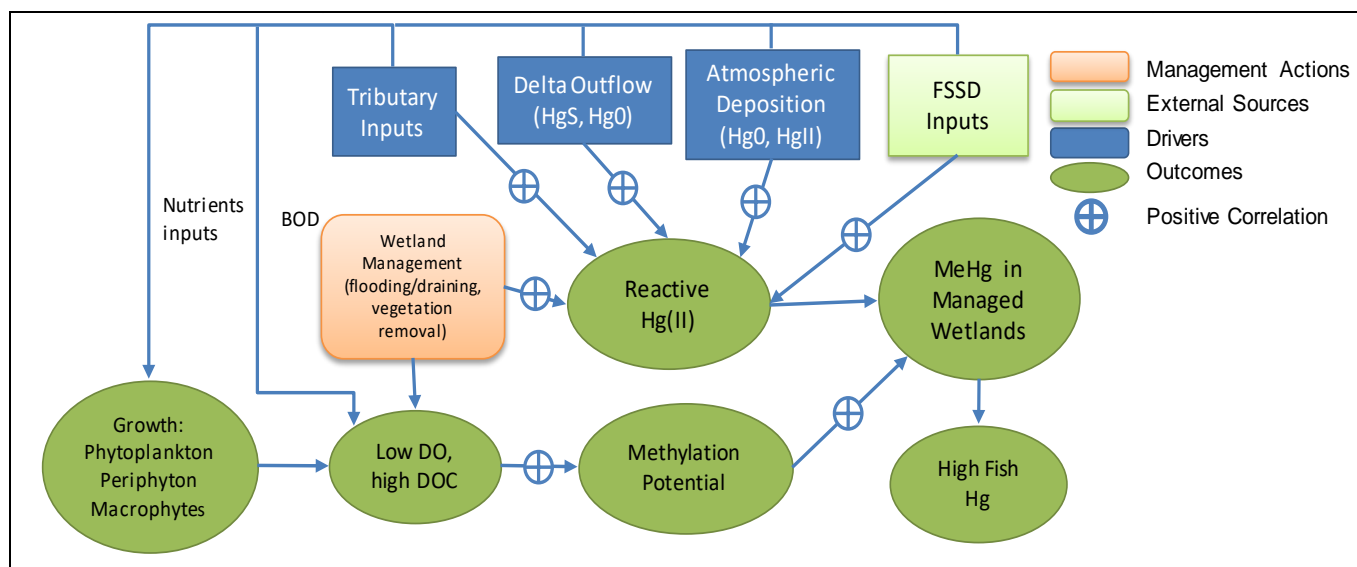 Tributary
Inputs
Delta Outflow
(HgS, Hg0)
Atmospheric
Deposition
(Hg0, HgII)
FSSD
Inputs
Management Actions
External Sources
Drivers
Outcomes
Positive Correlation
Nutrients
inputs
BOD
Wetland
Management
(flooding/draining,
vegetation
removal)
Reactive
Hg(II)
MeHg in
Managed
Wetlands
Growth:
Phytoplankton
Periphyton
Macrophytes
Low DO,
high DOC
Methylation
Potential
High Fish
Hg